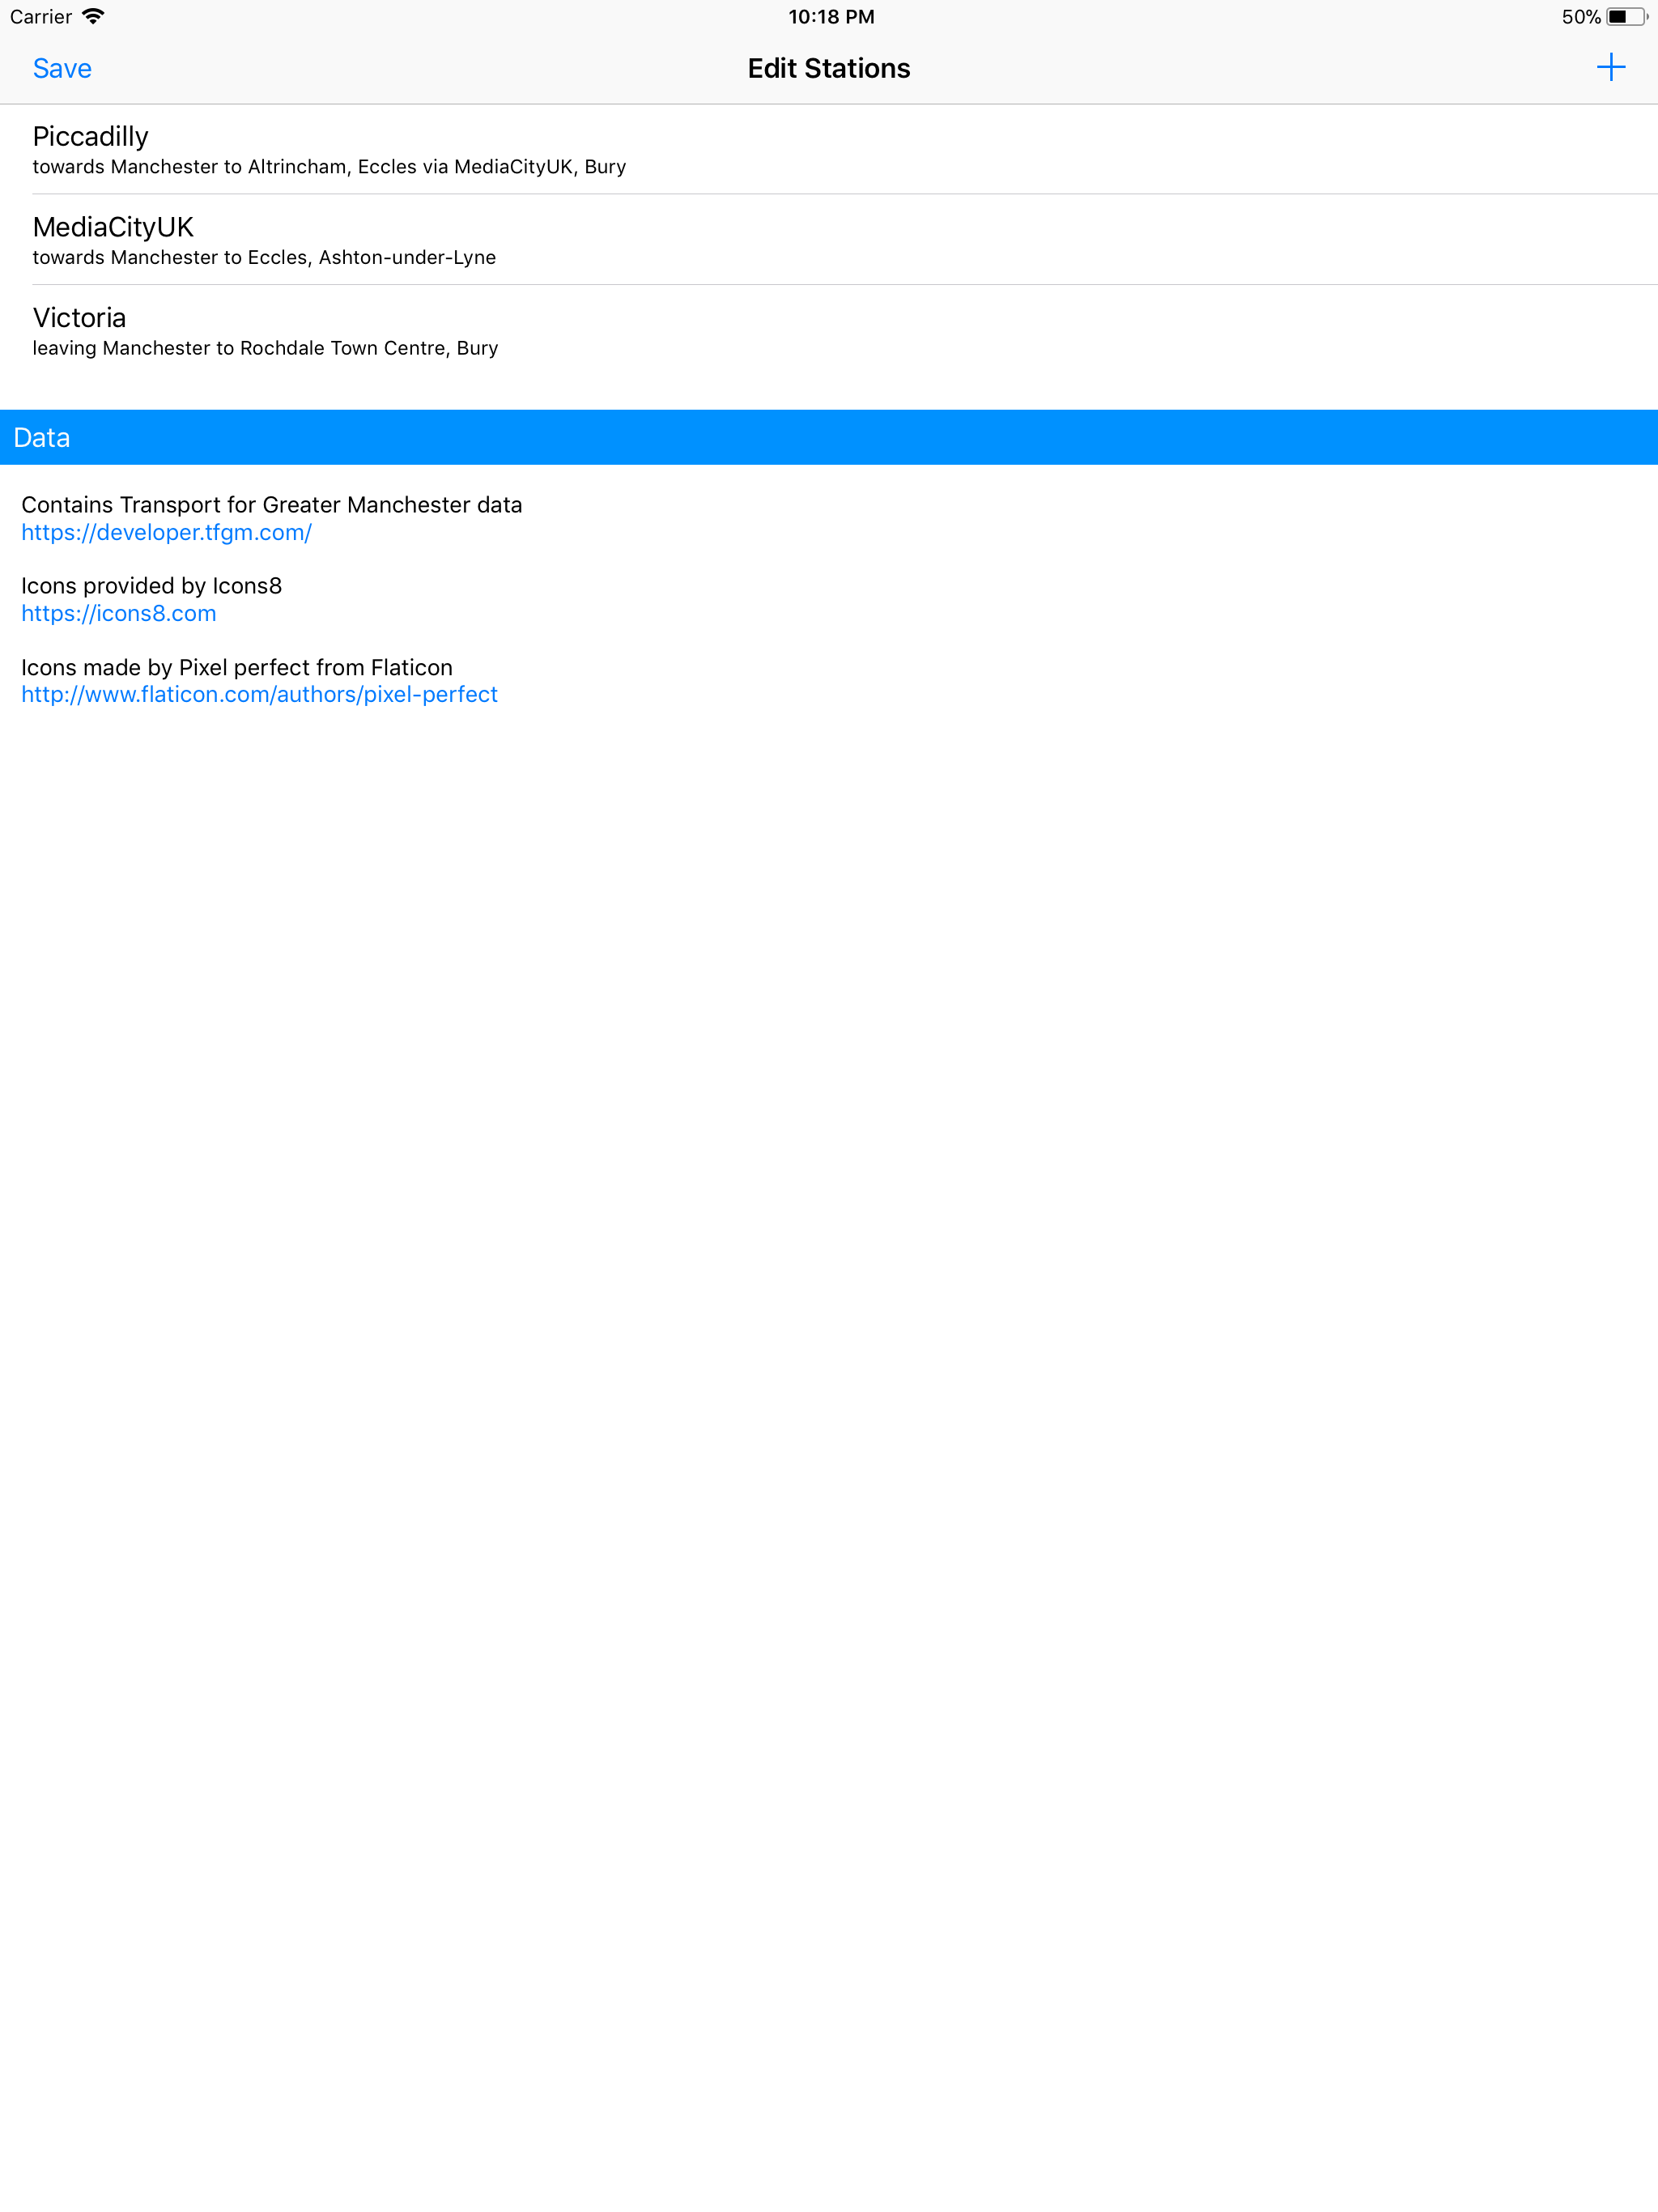 Carrier
10:18 PM
50%
Save
Edit Stations
Piccadilly
towards Manchester to Altrincham, Eccles via MediaCityUK, Bury
MediaCityUK
towards Manchester to Eccles, Ashton-under-Lyne
Victoria
leaving Manchester to Rochdale Town Centre, Bury
Data
Contains Transport for Greater Manchester data
https://developer.tfgm.com/
Icons provided by Icons8
https://icons8.com
Icons made by Pixel perfect from Flaticon
http://www.flaticon.com/authors/pixel-perfect